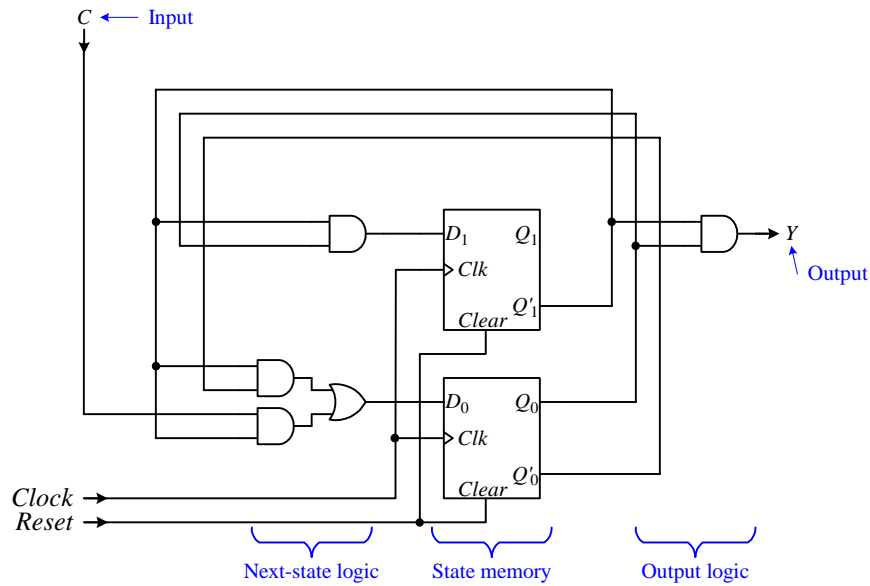 C
Input
D₁
Q₁
Clk
Q'₁
Clear
Y
Output
D₀
Q₀
Clk
Q'₀
Clear
Clock
Reset
Next-state logic
State memory
Output logic